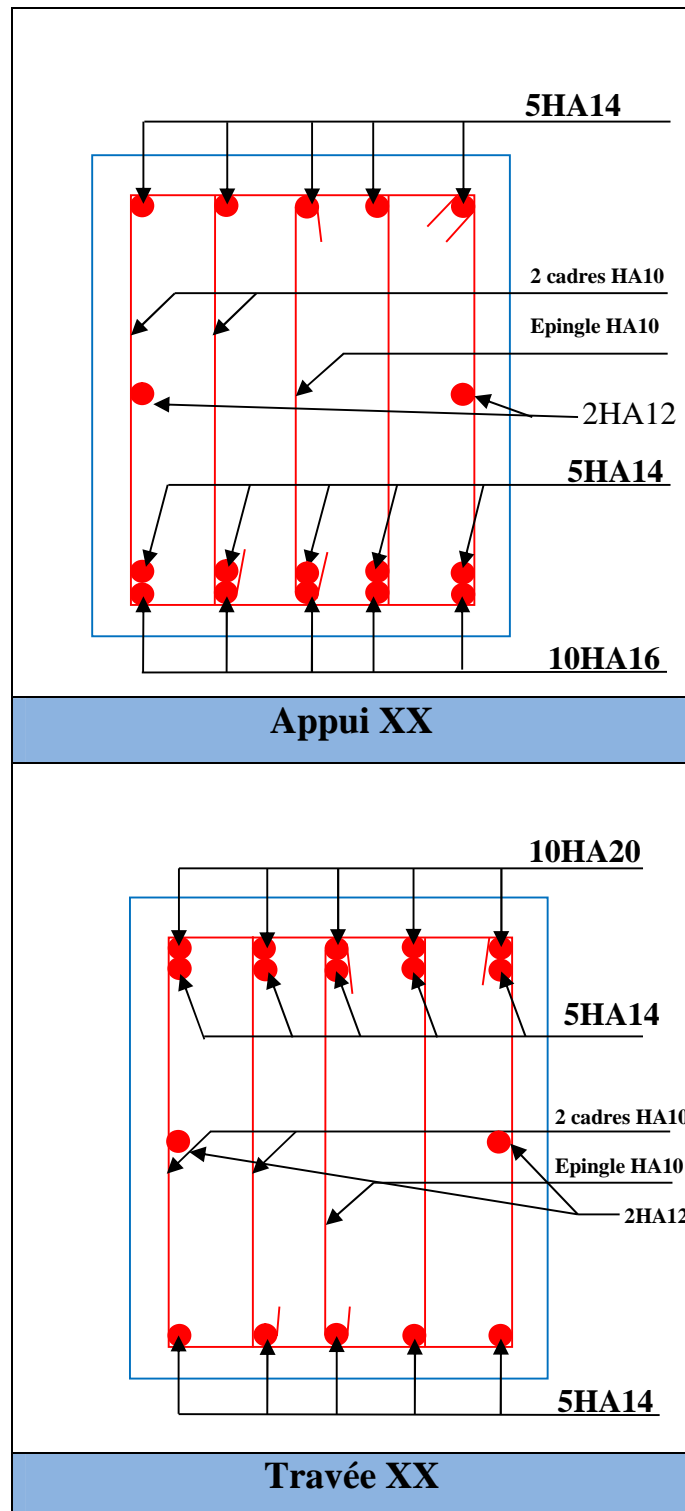 5HA14
2 cadres HA10
Epingle HA10
2HA12
5HA14
10HA16
Appui XX
10HA20
5HA14
2 cadres HA10
Epingle HA10
2HA12
5HA14
Travée XX